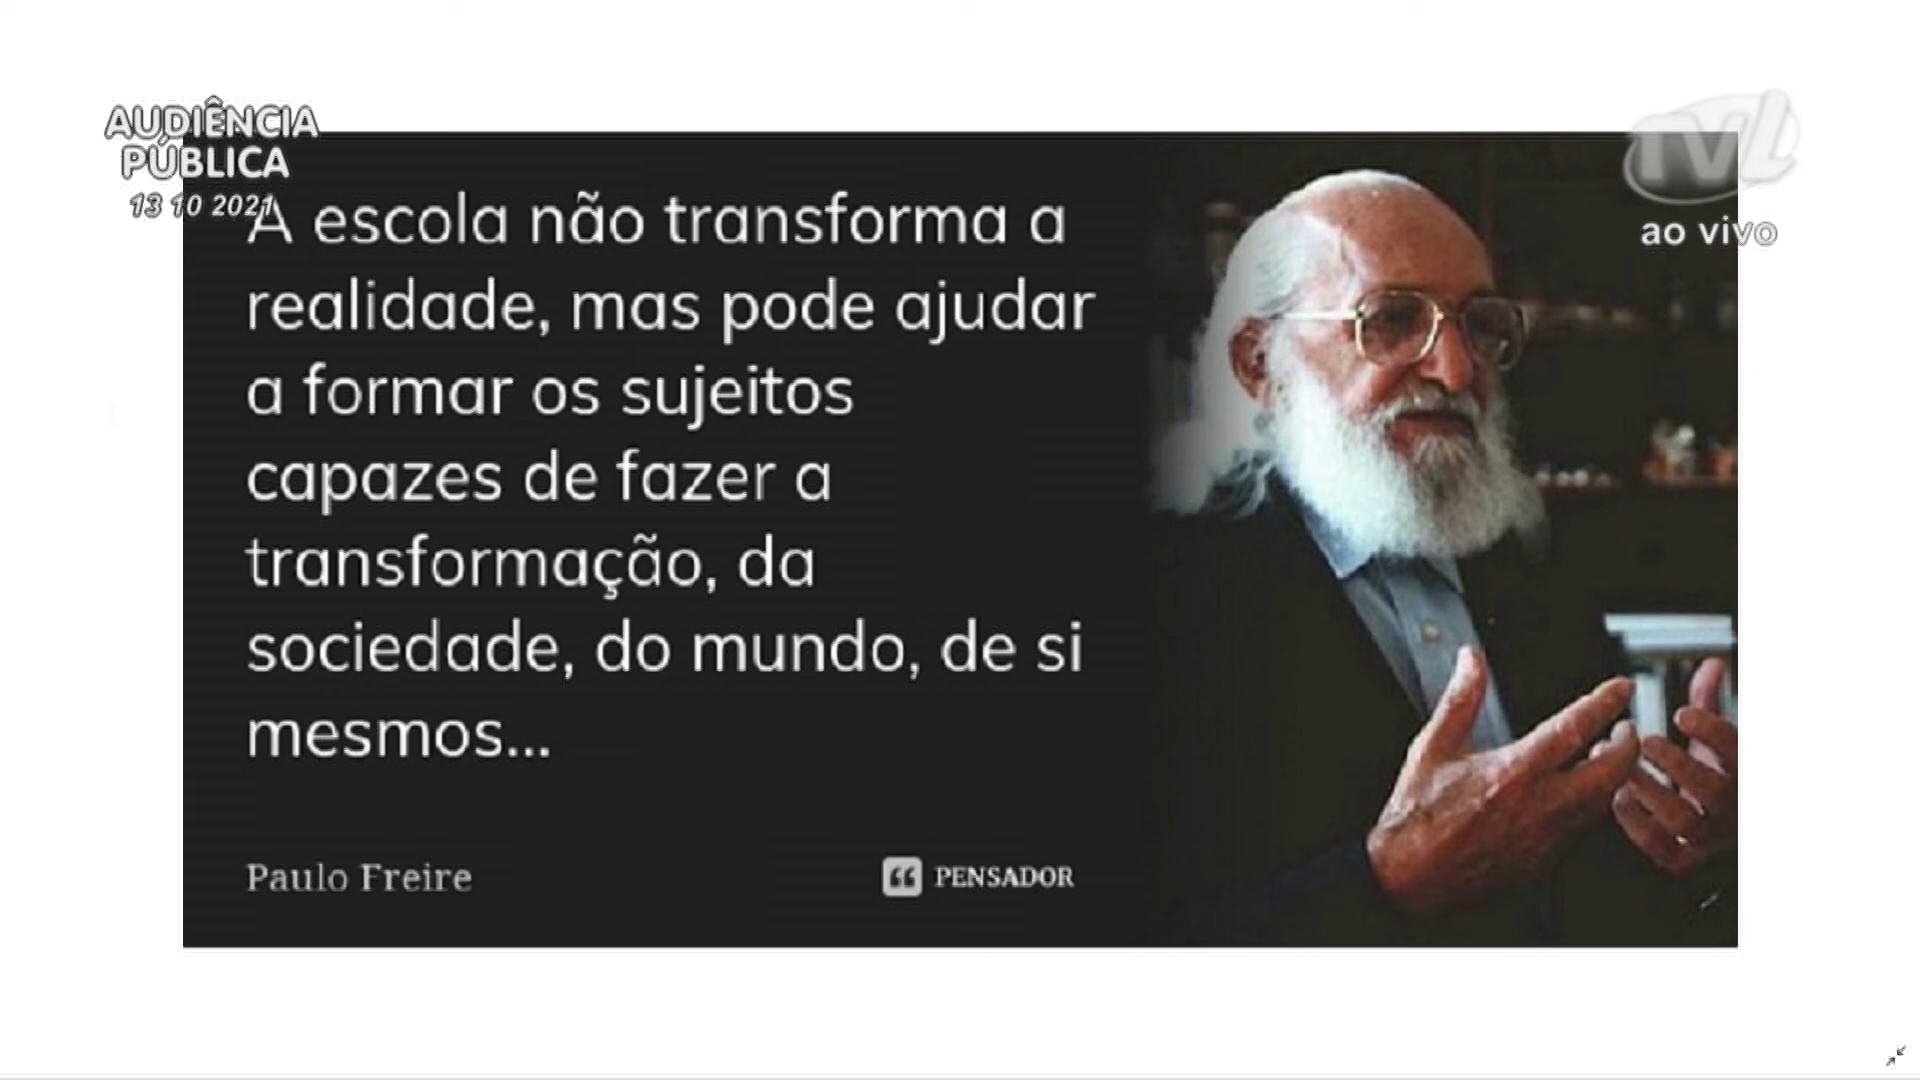 AUDIÊNCIA
PÚBLICA
13 10 2021
TVL
ao vivo
A escola não transforma a
realidade, mas pode ajudar
a formar os sujeitos
capazes de fazer a
transformação, da
sociedade, do mundo, de si
mesmos...
Paulo Freire
PENSADOR